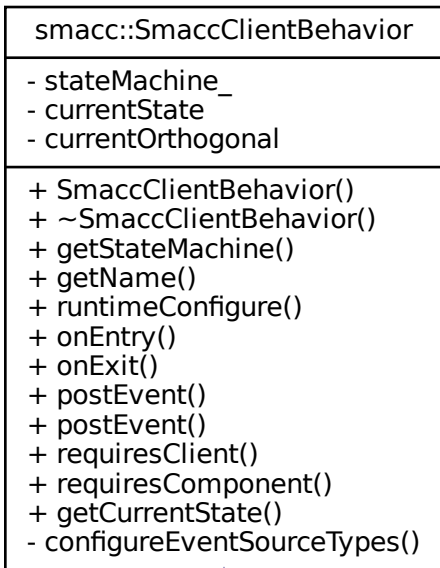 smacc::SmaccClientBehavior
- stateMachine_
- currentState
- currentOrthogonal
+ SmaccClientBehavior()
+ ~SmaccClientBehavior()
+ getStateMachine()
+ getName()
+ runtimeConfigure()
+ onEntry()
+ onExit()
+ postEvent()
+ postEvent()
+ requiresClient()
+ requiresComponent()
+ getCurrentState()
- configureEventSourceTypes()